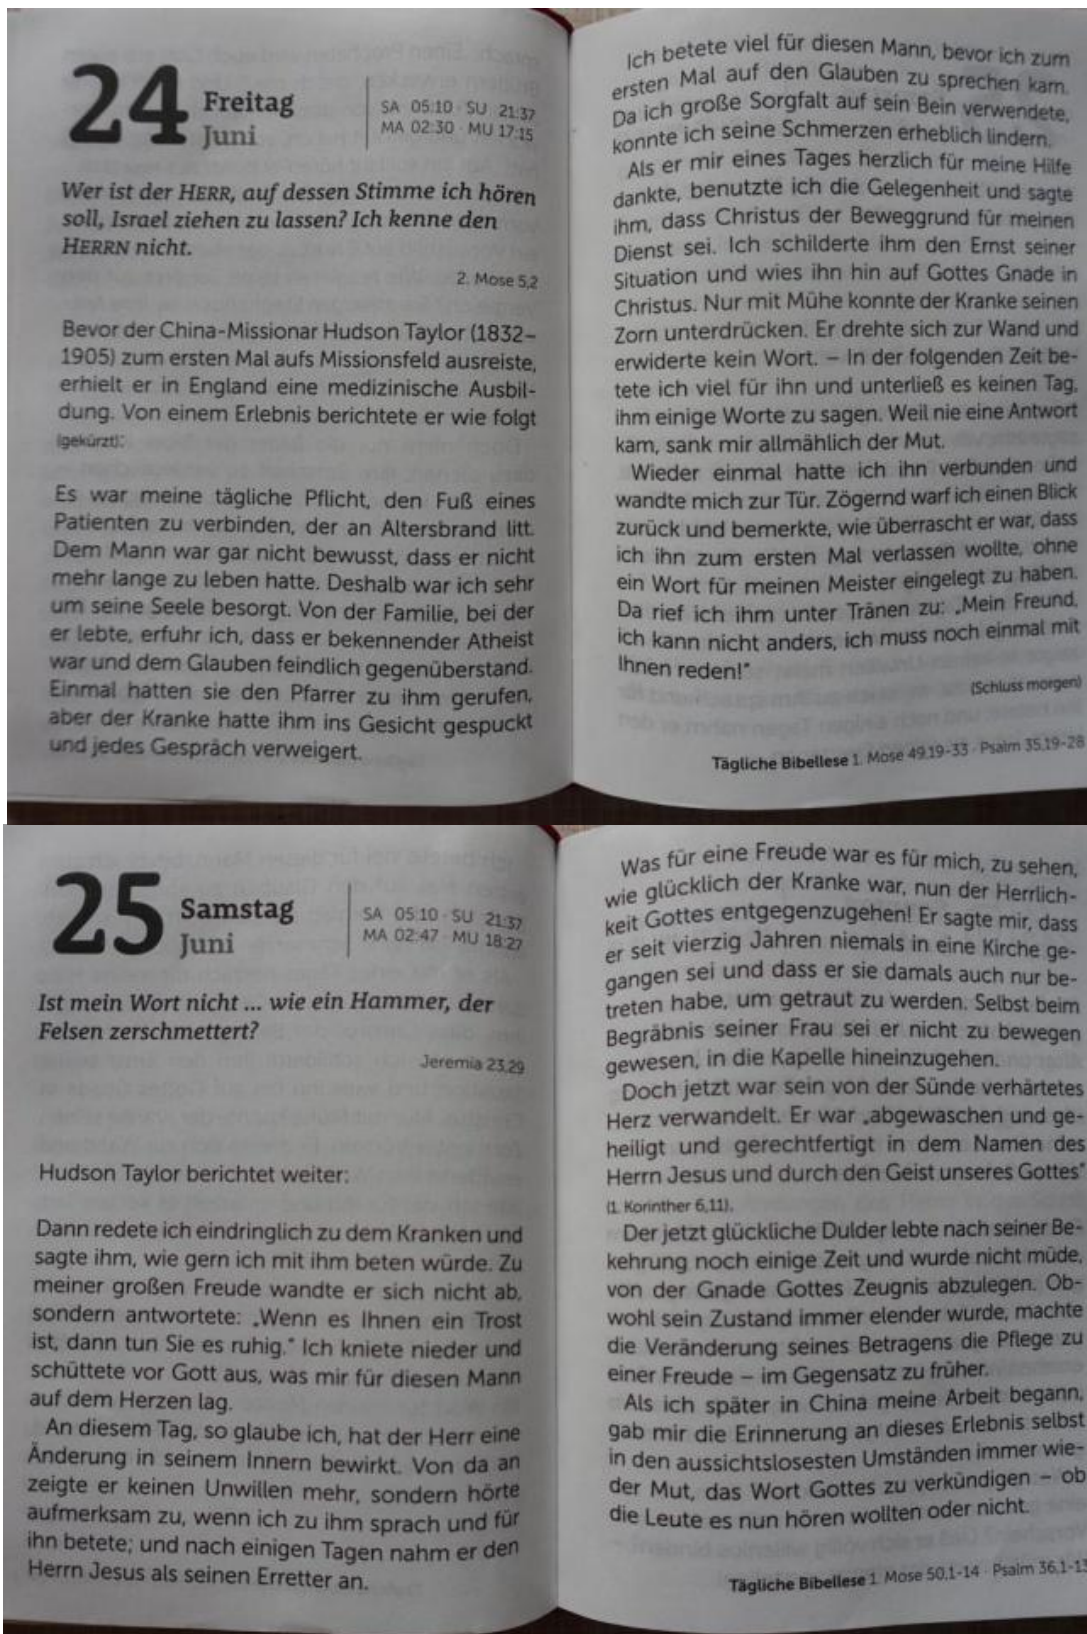 24 Freitag
Juni
SA 05:10 · SU 21:37
MA 02:30 · MU 17:15
Wer ist der HERR, auf dessen Stimme ich hören
soll, Israel ziehen zu lassen? Ich kenne den
HERRN nicht.
2. Mose 5,2
Bevor der China-Missionar Hudson Taylor (1832–
1905) zum ersten Mal aufs Missionsfeld ausreiste,
erhielt er in England eine medizinische Ausbil-
dung. Von einem Erlebnis berichtete er wie folgt
(gekürzt):
Es war meine tägliche Pflicht, den Fuß eines
Patienten zu verbinden, der an Altersbrand litt.
Dem Mann war gar nicht bewusst, dass er nicht
mehr lange zu leben hatte. Deshalb war ich sehr
um seine Seele besorgt. Von der Familie, bei der
er lebte, erfuhr ich, dass er bekennender Atheist
war und dem Glauben feindlich gegenüberstand.
Einmal hatten sie den Pfarrer zu ihm gerufen,
aber der Kranke hatte ihm ins Gesicht gespuckt
und jedes Gespräch verweigert.
Ich betete viel für diesen Mann, bevor ich zum
ersten Mal auf den Glauben zu sprechen kam.
Da ich große Sorgfalt auf sein Bein verwendete,
konnte ich seine Schmerzen erheblich lindern.
Als er mir eines Tages herzlich für meine Hilfe
dankte, benutzte ich die Gelegenheit und sagte
ihm, dass Christus der Beweggrund für meinen
Dienst sei. Ich schilderte ihm den Ernst seiner
Situation und wies ihn hin auf Gottes Gnade in
Christus. Nur mit Mühe konnte der Kranke seinen
Zorn unterdrücken. Er drehte sich zur Wand und
erwiderte kein Wort. – In der folgenden Zeit be-
tete ich viel für ihn und unterließ es keinen Tag,
ihm einige Worte zu sagen. Weil nie eine Antwort
kam, sank mir allmählich der Mut.
Wieder einmal hatte ich ihn verbunden und
wandte mich zur Tür. Zögernd warf ich einen Blick
zurück und bemerkte, wie überrascht er war, dass
ich ihn zum ersten Mal verlassen wollte, ohne
ein Wort für meinen Meister eingelegt zu haben.
Da rief ich ihm unter Tränen zu: „Mein Freund,
ich kann nicht anders, ich muss noch einmal mit
Ihnen reden!“
(Schluss morgen)
Tägliche Bibellese 1. Mose 49,19-33 · Psalm 35,19-28
25 Samstag
Juni
SA 05:10 · SU 21:37
MA 02:47 · MU 18:27
Ist mein Wort nicht ... wie ein Hammer, der
Felsen zerschmettert?
Jeremia 23,29
Hudson Taylor berichtet weiter:
Dann redete ich eindringlich zu dem Kranken und
sagte ihm, wie gern ich mit ihm beten würde. Zu
meiner großen Freude wandte er sich nicht ab,
sondern antwortete: „Wenn es Ihnen ein Trost
ist, dann tun Sie es ruhig.“ Ich kniete nieder und
schüttete vor Gott aus, was mir für diesen Mann
auf dem Herzen lag.
An diesem Tag, so glaube ich, hat der Herr eine
Änderung in seinem Innern bewirkt. Von da an
zeigte er keinen Unwillen mehr, sondern hörte
aufmerksam zu, wenn ich zu ihm sprach und für
ihn betete; und nach einigen Tagen nahm er den
Herrn Jesus als seinen Erretter an.
Was für eine Freude war es für mich, zu sehen,
wie glücklich der Kranke war, nun der Herrlich-
keit Gottes entgegenzugehen! Er sagte mir, dass
er seit vierzig Jahren niemals in eine Kirche ge-
gangen sei und dass er sie damals auch nur be-
treten habe, um getraut zu werden. Selbst beim
Begräbnis seiner Frau sei er nicht zu bewegen
gewesen, in die Kapelle hineinzugehen.
Doch jetzt war sein von der Sünde verhärtetes
Herz verwandelt. Er war „abgewaschen und ge-
heiligt und gerechtfertigt in dem Namen des
Herrn Jesus und durch den Geist unseres Gottes“
(1. Korinther 6,11).
Der jetzt glückliche Dulder lebte nach seiner Be-
kehrung noch einige Zeit und wurde nicht müde,
von der Gnade Gottes Zeugnis abzulegen. Ob-
wohl sein Zustand immer elender wurde, machte
die Veränderung seines Betragens die Pflege zu
einer Freude – im Gegensatz zu früher.
Als ich später in China meine Arbeit begann,
gab mir die Erinnerung an dieses Erlebnis selbst
in den aussichtslosesten Umständen immer wie-
der Mut, das Wort Gottes zu verkündigen – ob
die Leute es nun hören wollten oder nicht.
Tägliche Bibellese 1. Mose 50,1-14 · Psalm 36,1-13